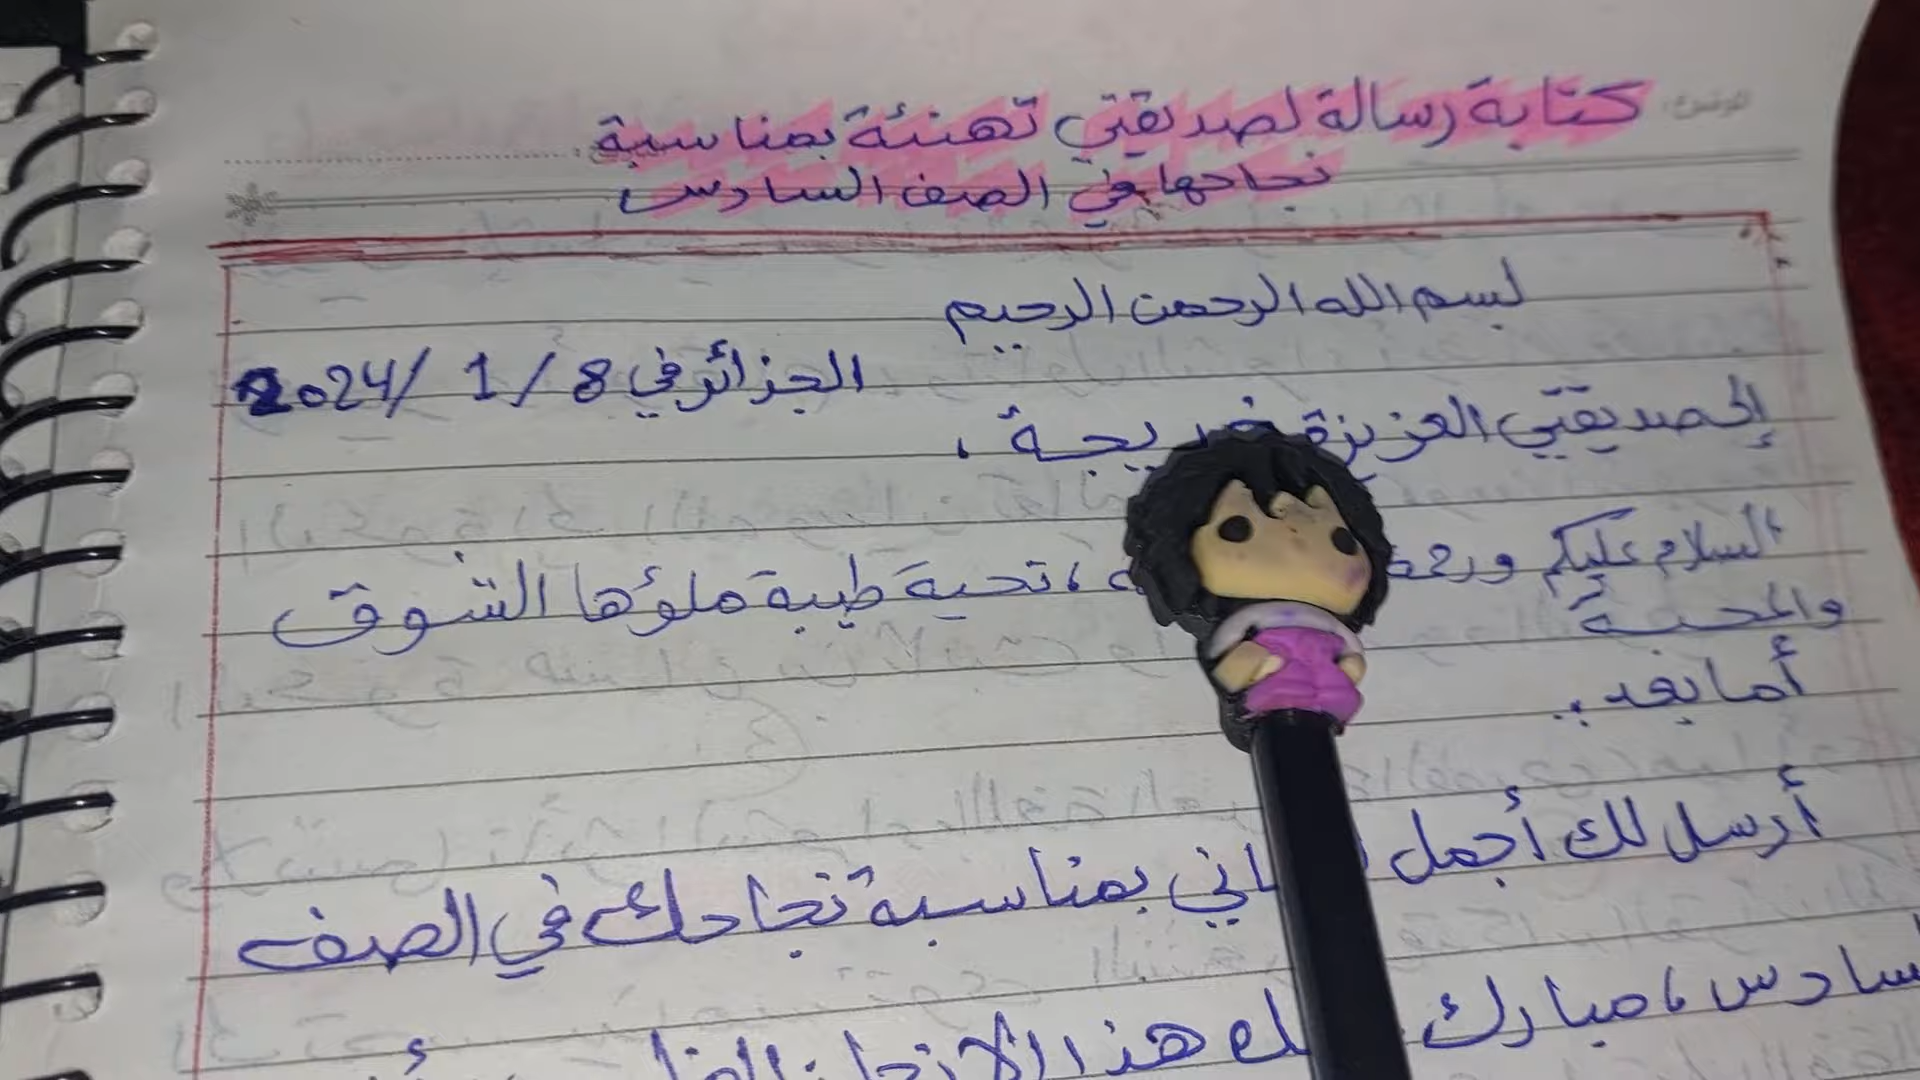 الموضوع:
كتابة رسالة لصديقتي تهنئة بمناسبة
نجاحها في الصف السادس
بسم الله الرحمن الرحيم
الجزائر في 8 / 1 / 2024
إلى صديقتي العزيزة خديجة،
السلام عليكم ، تحية طيبة ملؤها الشوق
والمحبة
أما بعد..
أرسل لك أجمل بمناسبة نجاحك في الصف
السادس، مبارك لك هذا